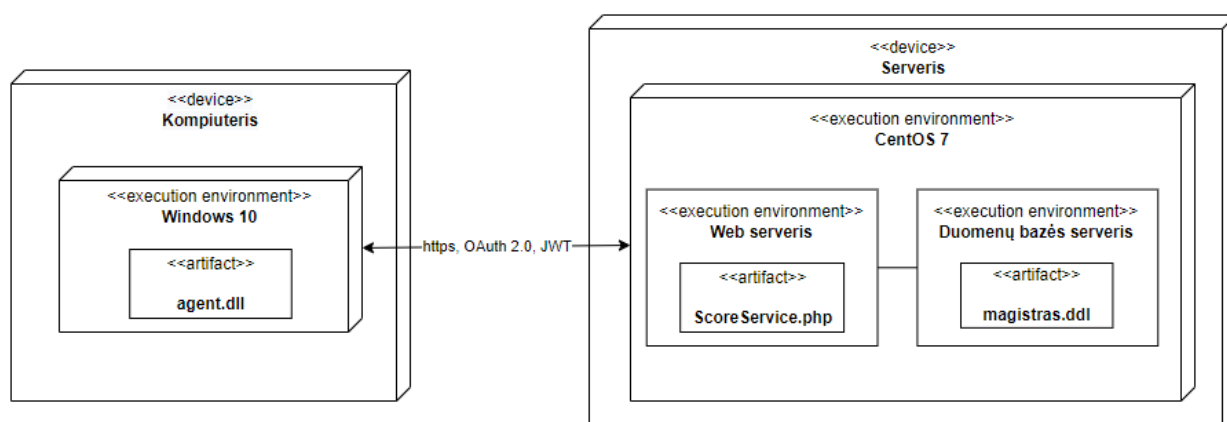 <<device>>
Kompiuteris
<<execution environment>>
Windows 10
<<artifact>>
agent.dll
https, OAuth 2.0, JWT
<<device>>
Serveris
<<execution environment>>
CentOS 7
<<execution environment>>
Web serveris
<<artifact>>
ScoreService.php
<<execution environment>>
Duomenų bazės serveris
<<artifact>>
magistras.ddl